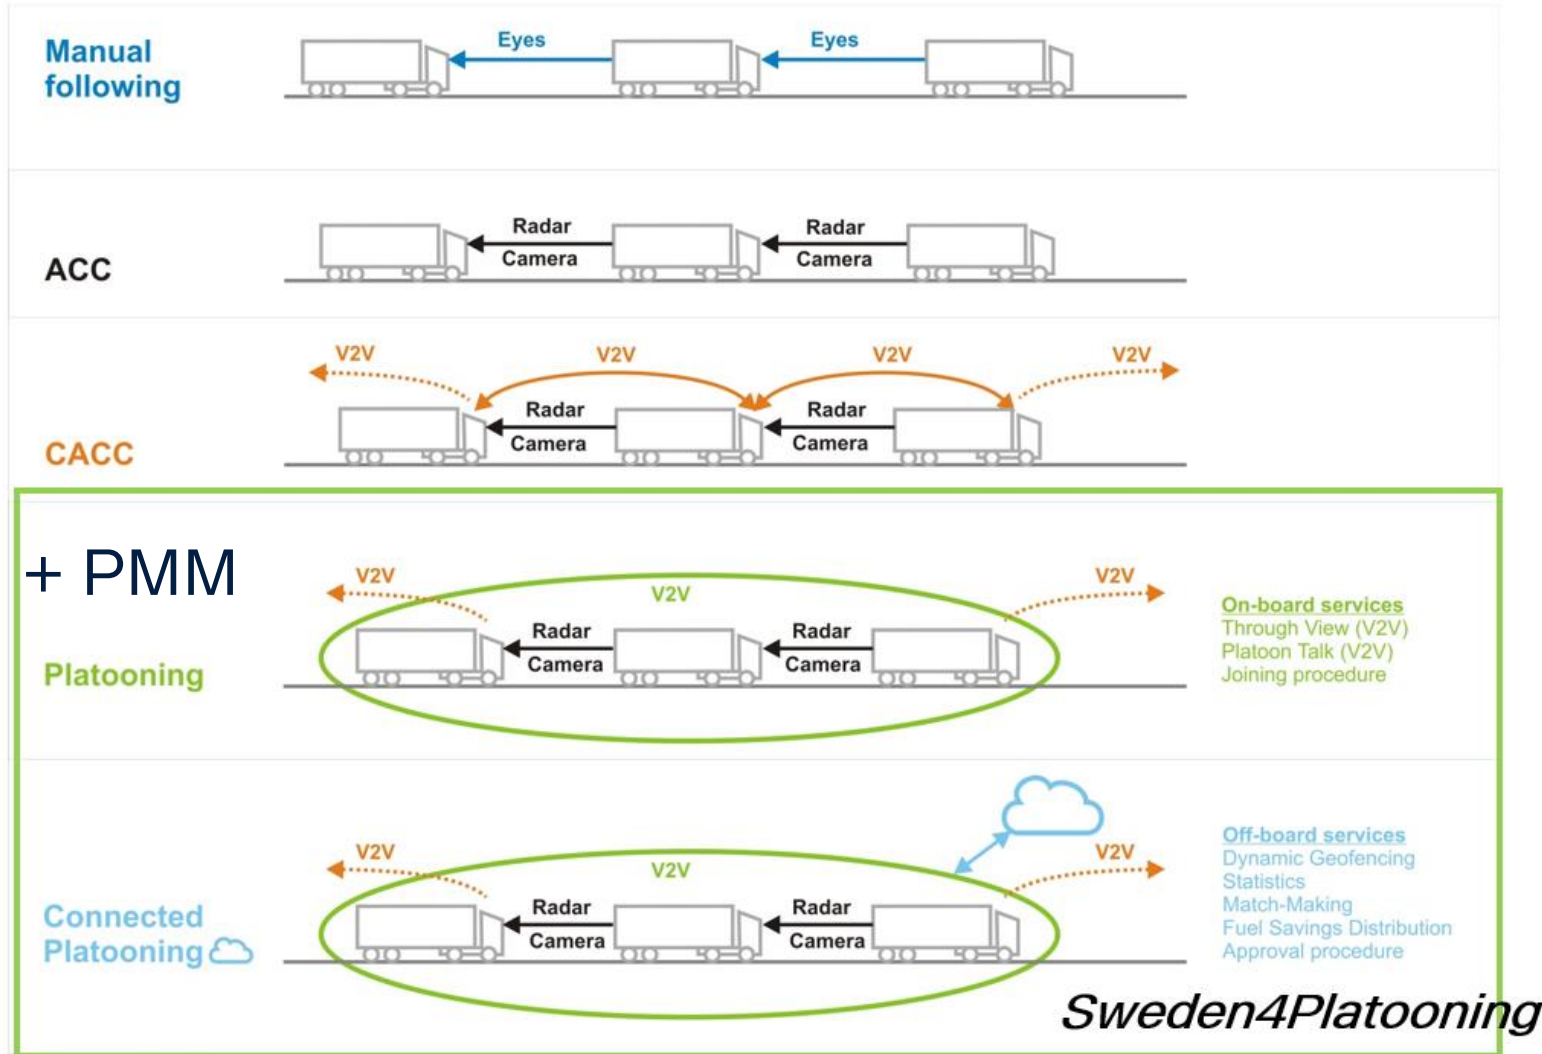 Manual
following
Eyes
Eyes
ACC
Radar
Camera
Radar
Camera
CACC
V2V
V2V
V2V
V2V
Radar
Camera
Radar
Camera
+ PMM
Platooning
V2V
V2V
V2V
Radar
Camera
Radar
Camera
On-board services
Through View (V2V)
Platoon Talk (V2V)
Joining procedure
Connected
Platooning
V2V
V2V
V2V
Radar
Camera
Radar
Camera
Off-board services
Dynamic Geofencing
Statistics
Match-Making
Fuel Savings Distribution
Approval procedure
Sweden4Platooning